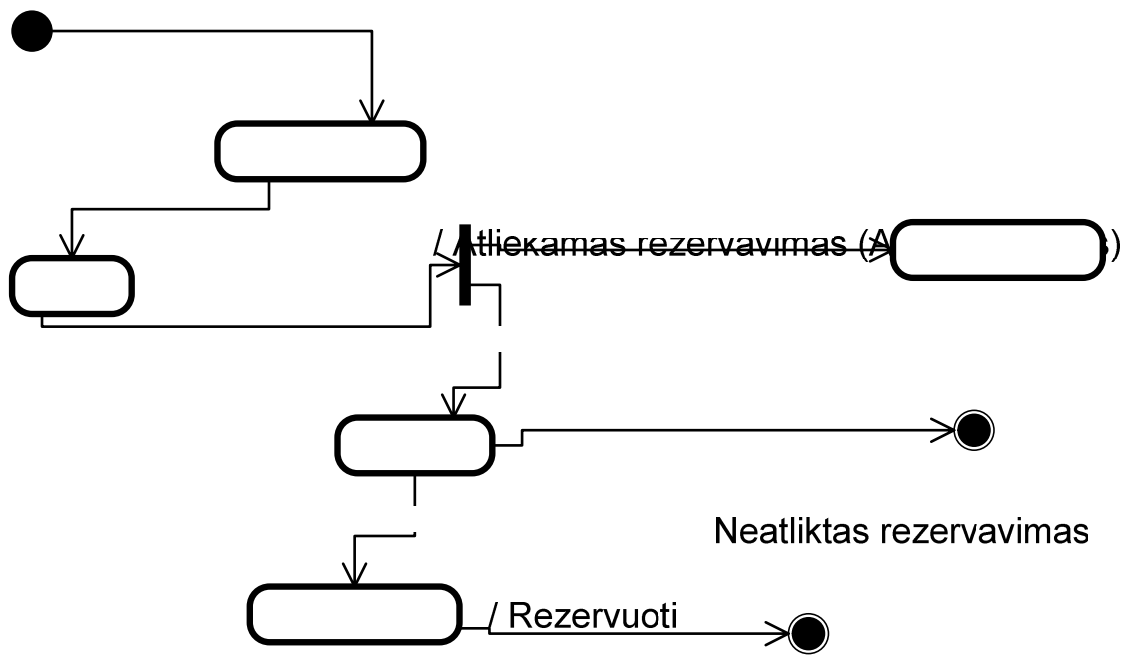 / Atliekamas rezervavimas (A s)
Neatliktas rezervavimas
/ Rezervuoti